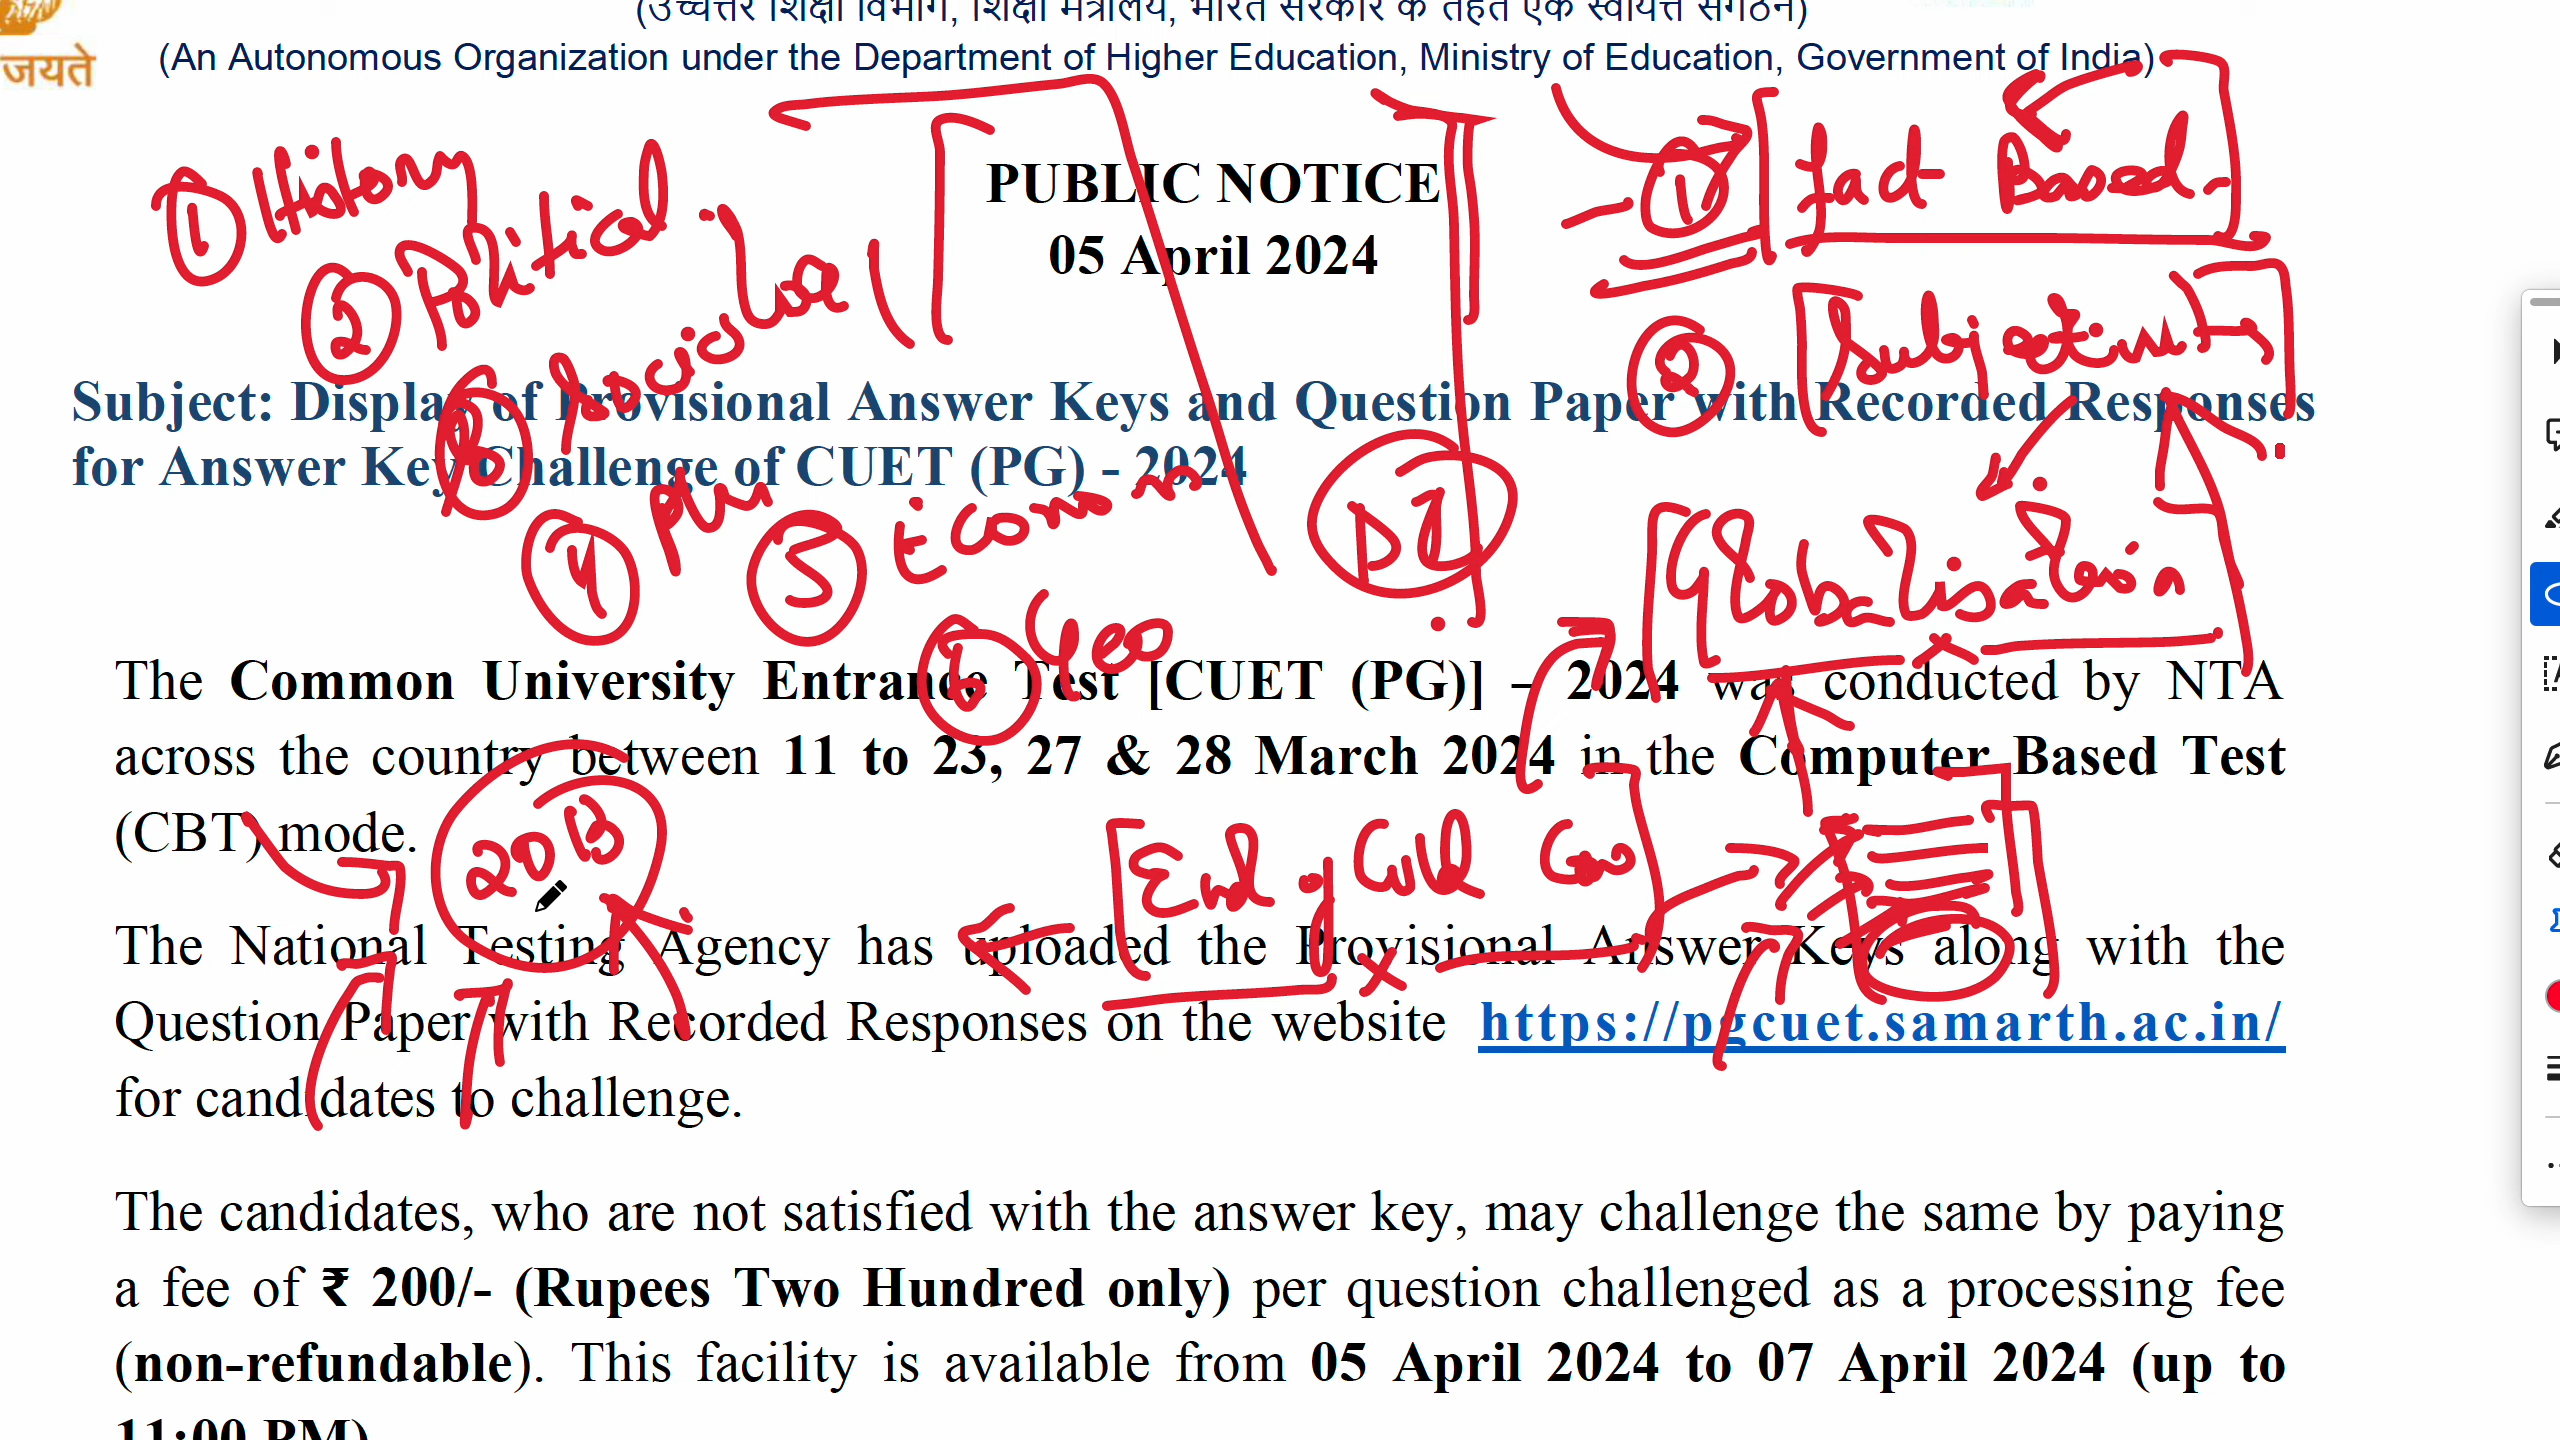 (उच्चतर शिक्षा विभाग, शिक्षा मंत्रालय, भारत सरकार के तहत एक स्वायत्त संगठन)
जयते
(An Autonomous Organization under the Department of Higher Education, Ministry of Education, Government of India)
PUBLIC NOTICE
05 April 2024
① History
② Political
④
⑤ Econom
⑥ Geo
① fact Based
②
Globalisation
Subject: Display of Provisional Answer Keys and Question Paper with Recorded Responses
for Answer Key Challenge of CUET (PG) - 2024
The Common University Entrance Test [CUET (PG)] – 2024 was conducted by NTA
across the country between 11 to 23, 27 & 28 March 2024 in the Computer Based Test
(CBT) mode.
2013
End of Cold
The National Testing Agency has uploaded the Provisional Answer Keys along with the
Question Paper with Recorded Responses on the website https://pgcuet.samarth.ac.in/
for candidates to challenge.
The candidates, who are not satisfied with the answer key, may challenge the same by paying
a fee of ₹ 200/- (Rupees Two Hundred only) per question challenged as a processing fee
(non-refundable). This facility is available from 05 April 2024 to 07 April 2024 (up to
11:00 PM)